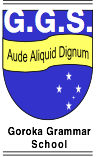 G.G.S.
Aude Aliquid Dignum
Goroka Grammar
School